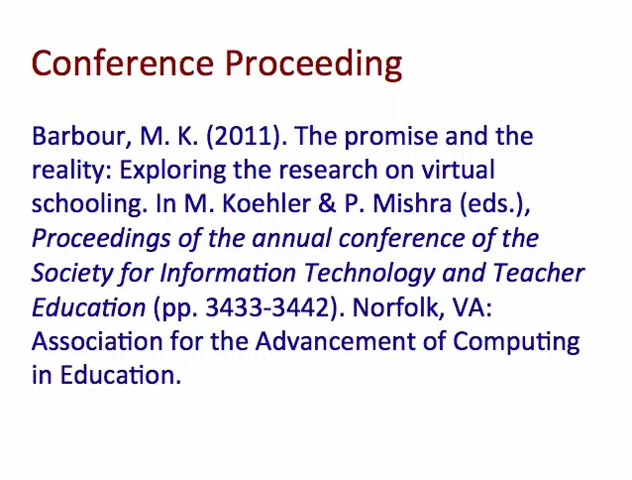 Conference Proceeding
Barbour, M. K. (2011). The promise and the
reality: Exploring the research on virtual
schooling. In M. Koehler & P. Mishra (eds.),
Proceedings of the annual conference of the
Society for Information Technology and Teacher
Education (pp. 3433-3442). Norfolk, VA:
Association for the Advancement of Computing
in Education.